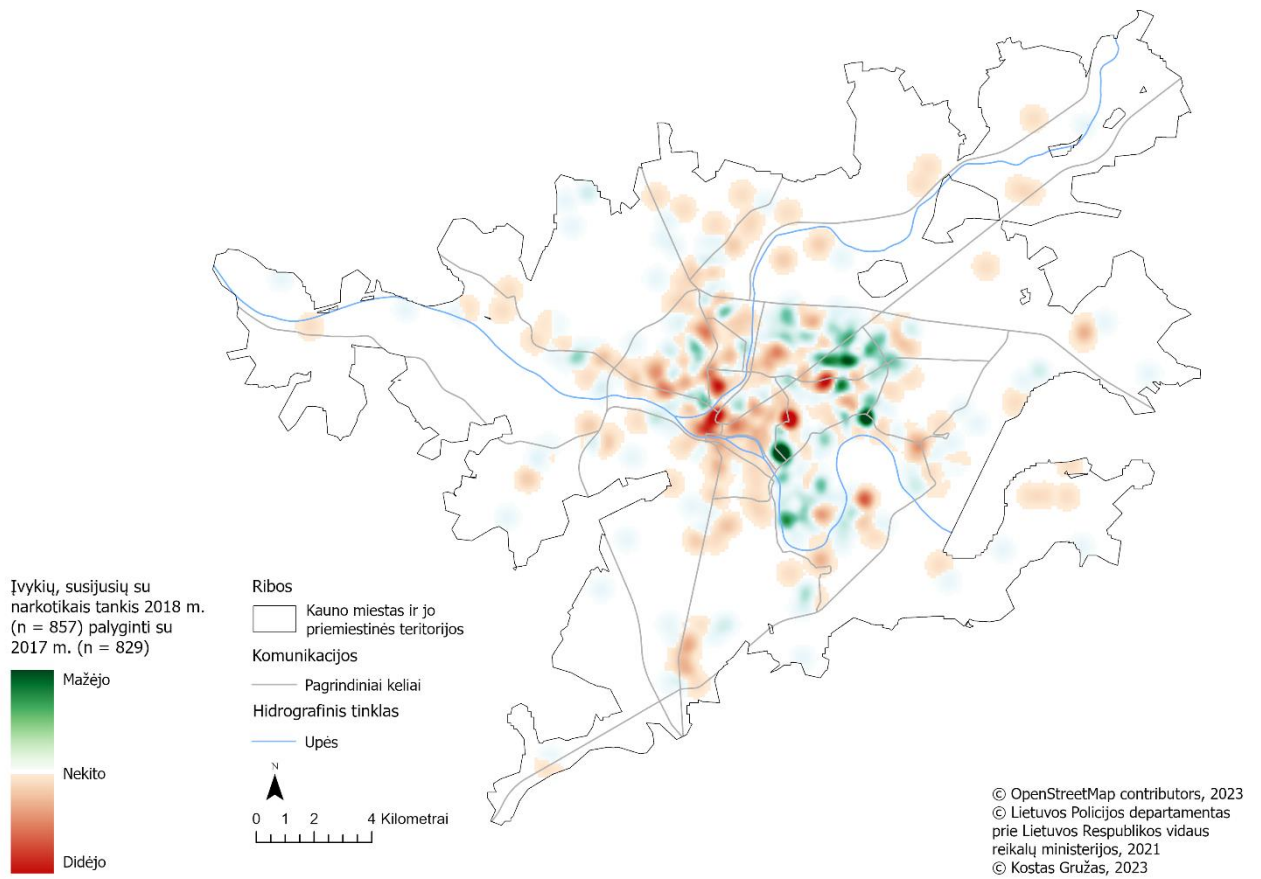 Įvykių, susijusių su
narkotikais tankis 2018 m.
(n = 857) palyginti su
2017 m. (n = 829)
Mažėjo
Nekito
Didėjo
Ribos
Kauno miestas ir jo
priemiestinės teritorijos
Komunikacijos
Pagrindiniai keliai
Hidrografinis tinklas
Upės
N
0 1 2 4 Kilometrai
© OpenStreetMap contributors, 2023
© Lietuvos Policijos departamentas
prie Lietuvos Respublikos vidaus
reikalų ministerijos, 2021
© Kostas Gružas, 2023